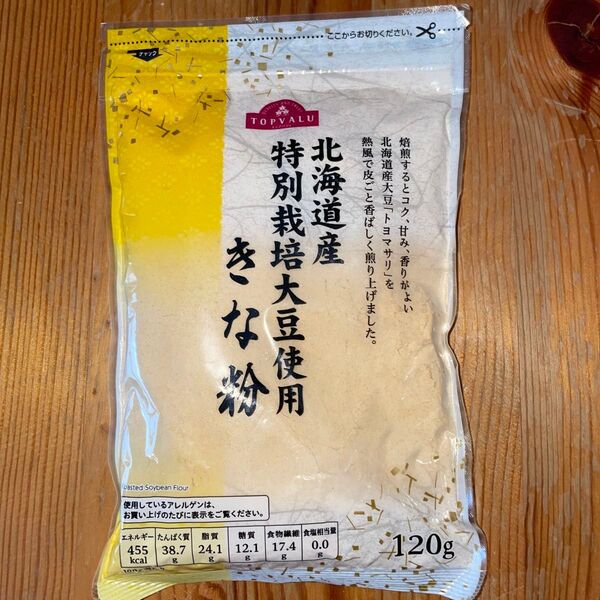 ここからお切りください。
チャック
TOPVALU
北海道産
特別栽培大豆使用
きな粉
焙煎するとコク、甘み、香りがよい
北海道産大豆「トヨマサリ」を
熱風で皮ごと香ばしく煎り上げました。
Roasted Soybean Flour
使用しているアレルゲンは、
お買い上げのたびに表示をご覧ください。
エネルギー たんぱく質 脂質 糖質 食物繊維 食塩相当量
455 38.7 24.1 12.1 17.4 0.0
kcal g g g g g
120g